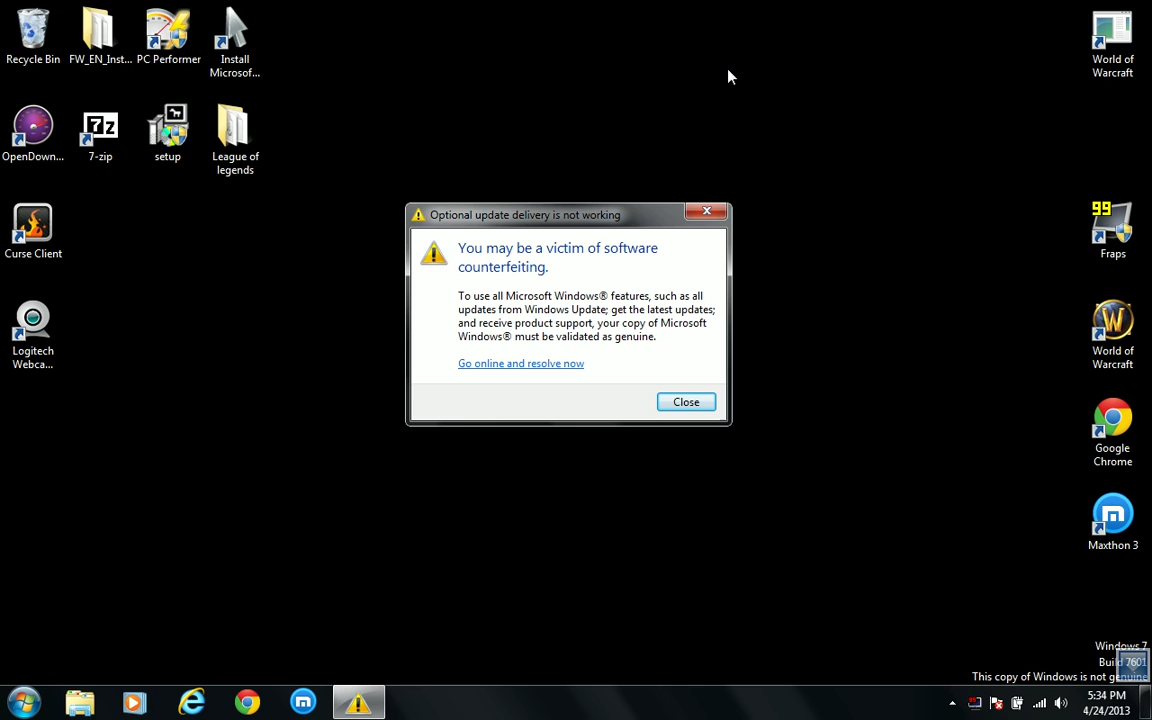 Recycle Bin
FW_EN_Inst...
PC Performer
Install
Microsof...
World of
Warcraft
OpenDown...
7z
7-zip
setup
League of
legends
Curse Client
99
Fraps
Logitech
Webca...
World of
Warcraft
Google
Chrome
Maxthon 3
Optional update delivery is not working
You may be a victim of software
counterfeiting.
To use all Microsoft Windows® features, such as all
updates from Windows Update; get the latest updates;
and receive product support, your copy of Microsoft
Windows® must be validated as genuine.
Go online and resolve now
Close
Windows 7
Build 7601
This copy of Windows is not genuine
5:34 PM
4/24/2013